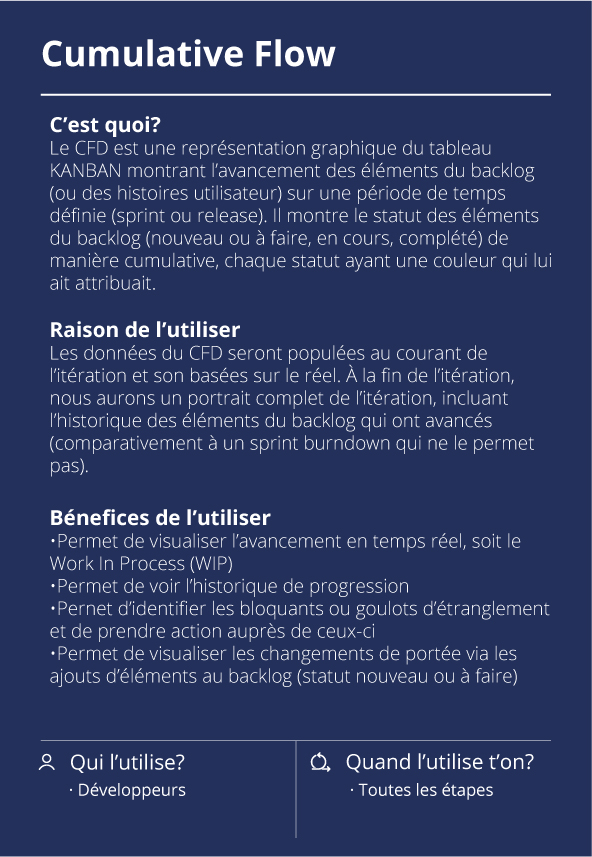 Cumulative Flow
C’est quoi?
Le CFD est une représentation graphique du tableau
KANBAN montrant l’avancement des éléments du backlog
(ou des histoires utilisateur) sur une période de temps
définie (sprint ou release). Il montre le statut des éléments
du backlog (nouveau ou à faire, en cours, complété) de
manière cumulative, chaque statut ayant une couleur qui lui
ait attribuait.
Raison de l’utiliser
Les données du CFD seront populées au courant de
l’itération et son basées sur le réel. À la fin de l’itération,
nous aurons un portrait complet de l’itération, incluant
l’historique des éléments du backlog qui ont avancés
(comparativement à un sprint burndown qui ne le permet
pas).
Bénefices de l’utiliser
•Permet de visualiser l’avancement en temps réel, soit le
Work In Process (WIP)
•Permet de voir l’historique de progression
•Pernet d’identifier les bloquants ou goulots d’étranglement
et de prendre action auprès de ceux-ci
•Permet de visualiser les changements de portée via les
ajouts d’éléments au backlog (statut nouveau ou à faire)
Qui l’utilise?
· Développeurs
Quand l’utilise t’on?
· Toutes les étapes